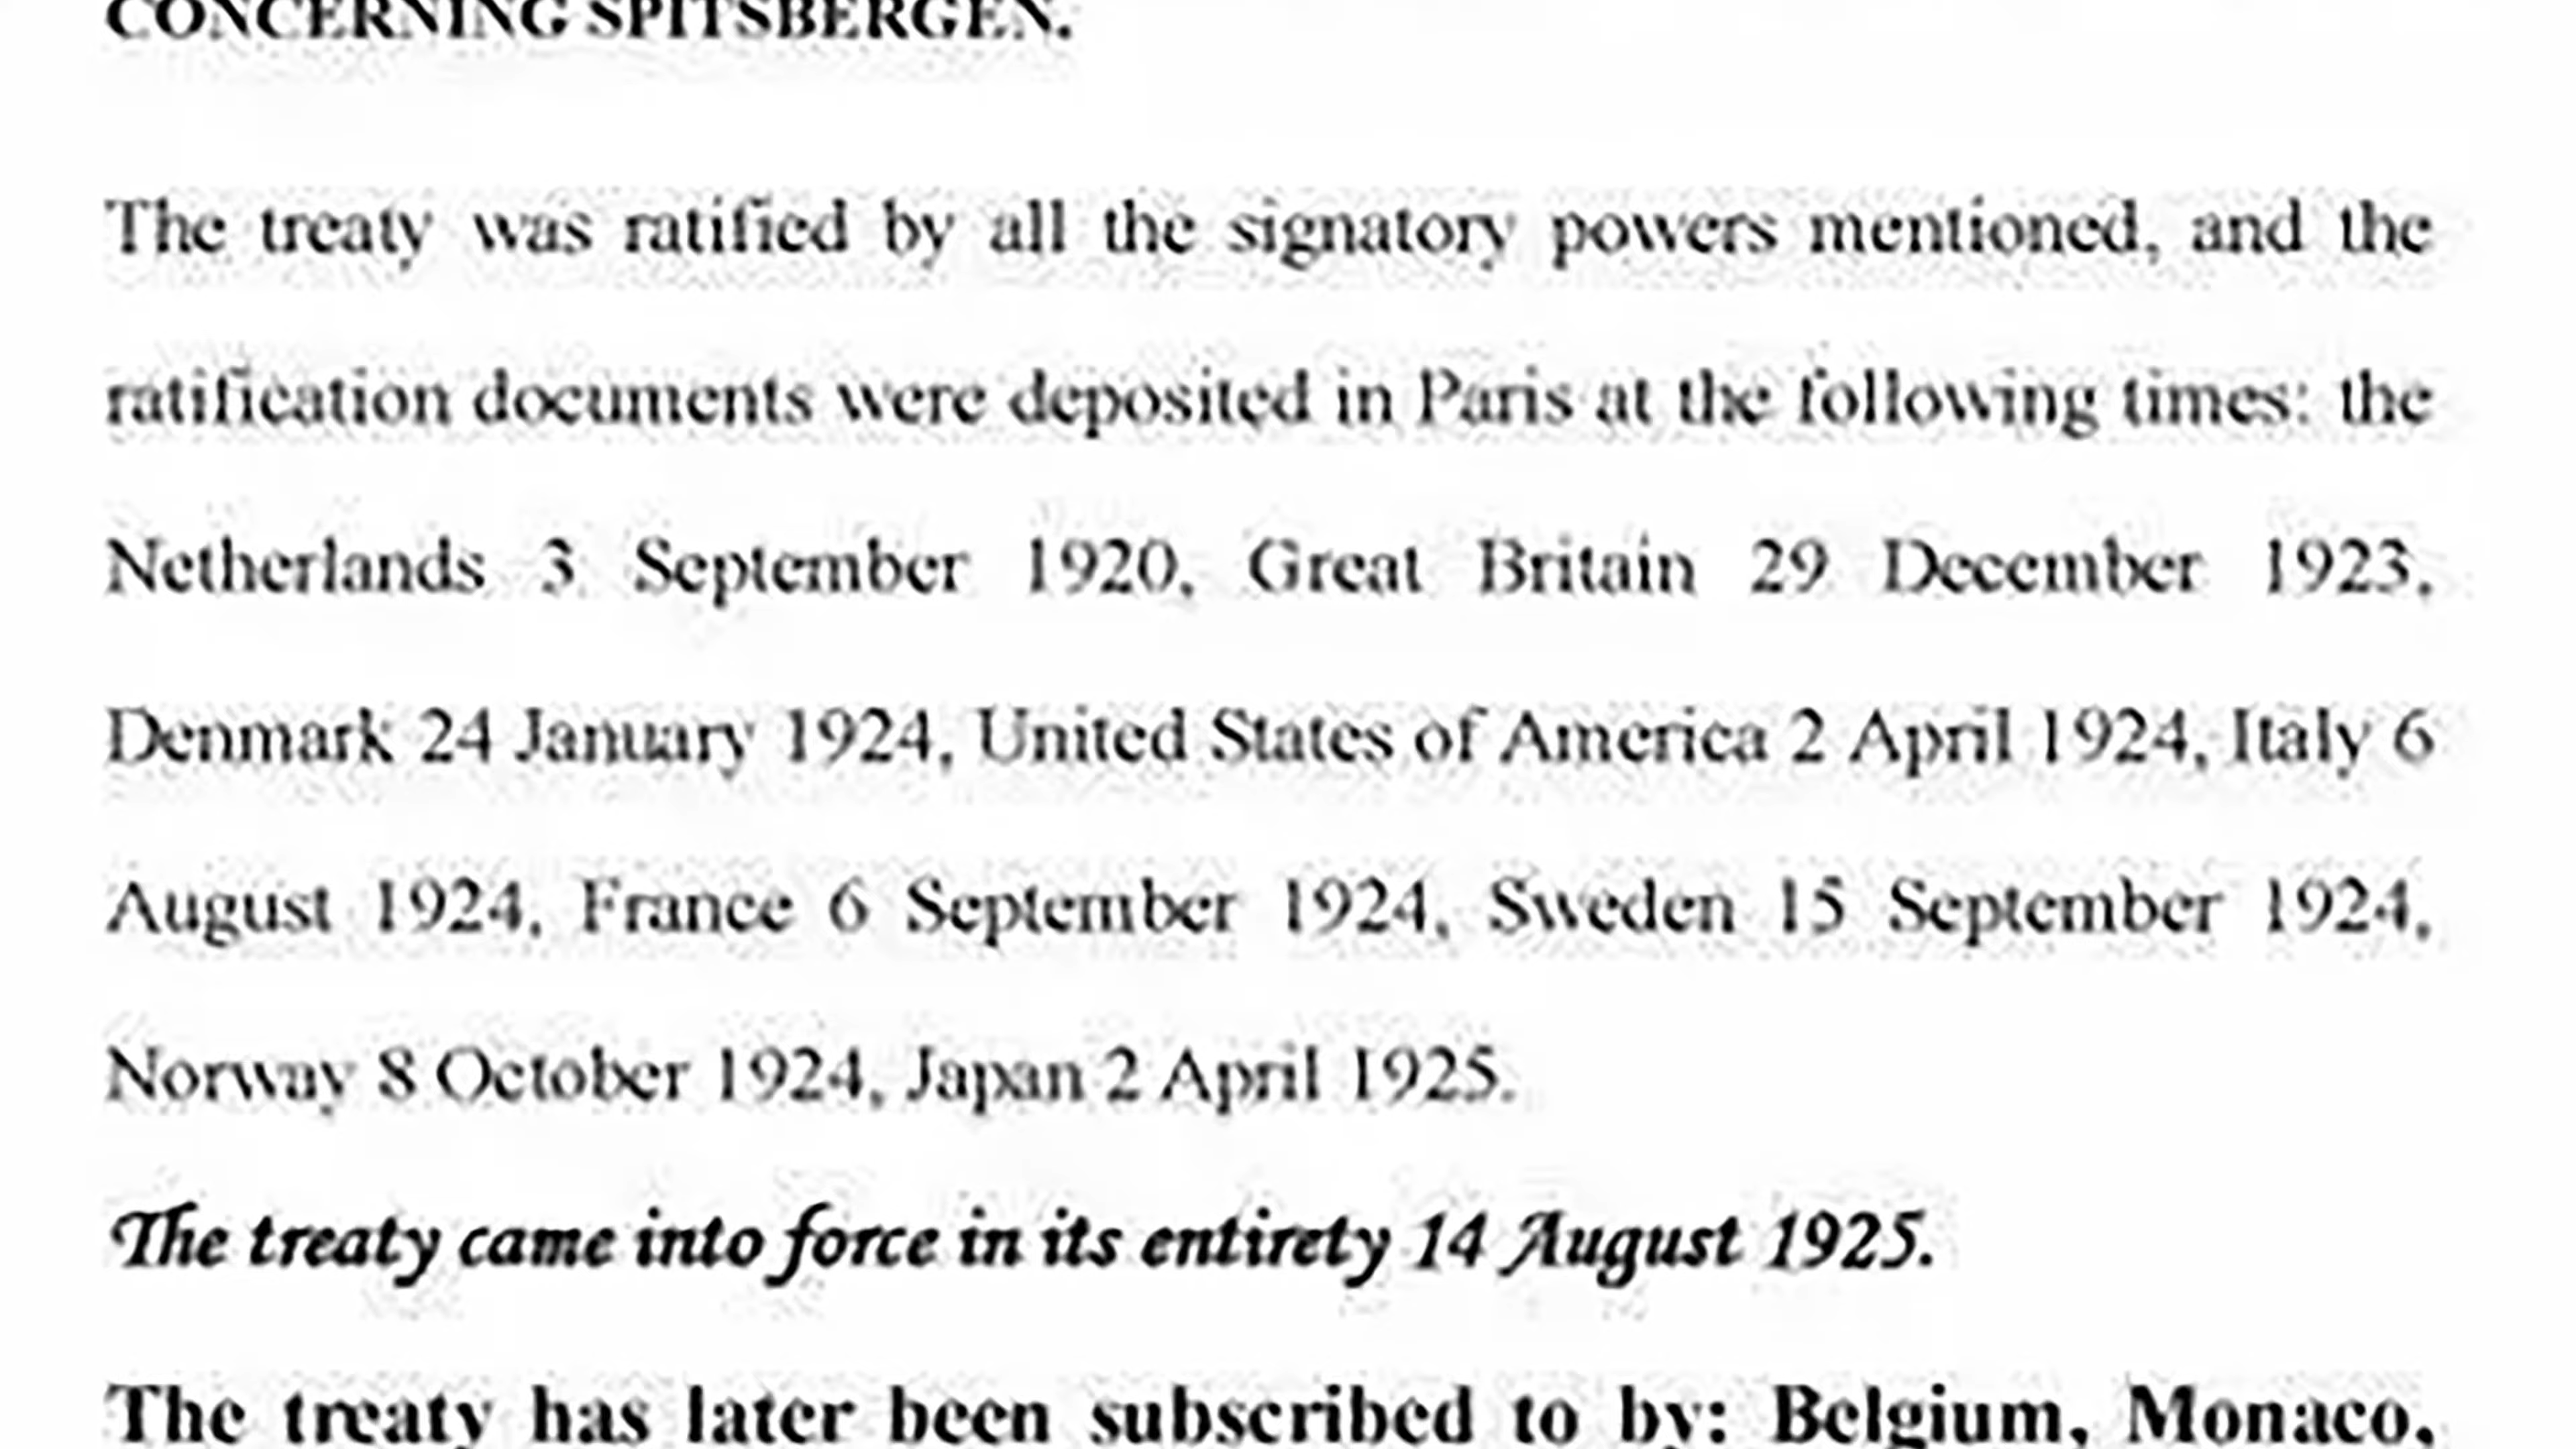 CONCERNING SPITSBERGEN.
The treaty was ratified by all the signatory powers mentioned, and the
ratification documents were deposited in Paris at the following times: the
Netherlands 3 September 1920, Great Britain 29 December 1923,
Denmark 24 January 1924, United States of America 2 April 1924, Italy 6
August 1924, France 6 September 1924, Sweden 15 September 1924,
Norway 8 October 1924, Japan 2 April 1925.
The treaty came into force in its entirety 14 August 1925.
The treaty has later been subscribed to by: Belgium, Monaco,